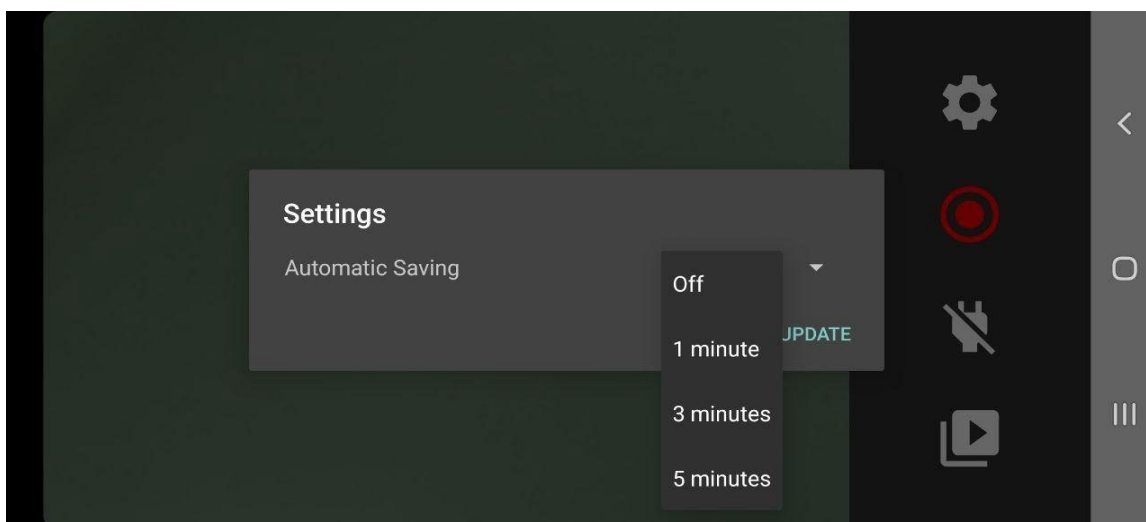 Settings
Automatic Saving
Off
1 minute
3 minutes
5 minutes
UPDATE